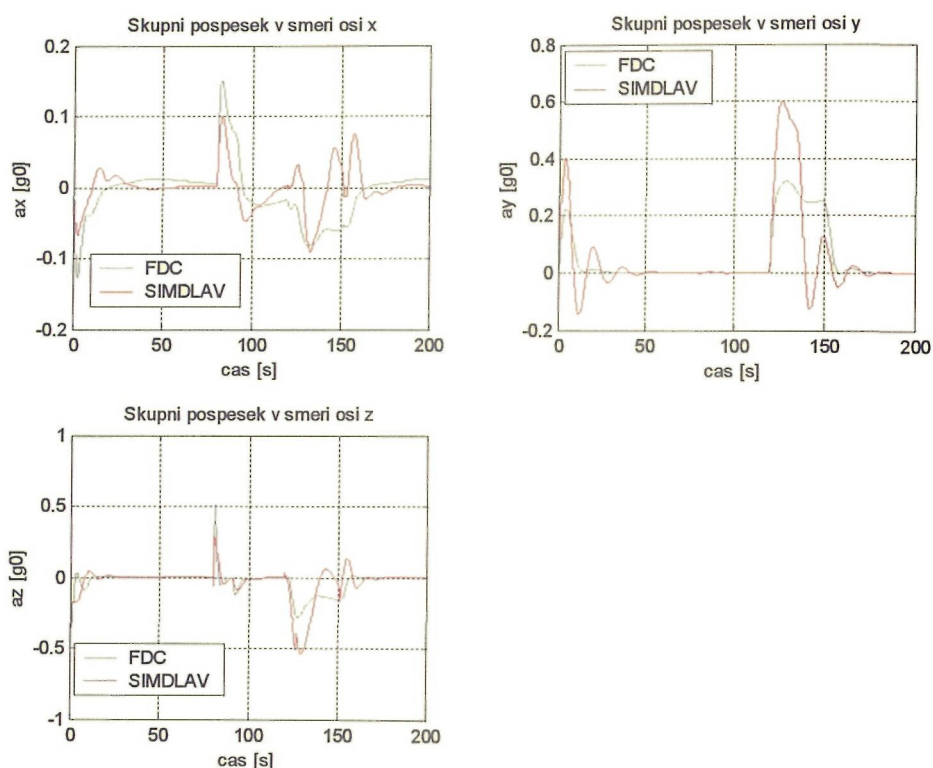 Skupni pospesek v smeri osi x
0.2
0.1
0
-0.1
-0.2
ax [g0]
FDC
SIMDLAV
0 50 100 150 200
cas [s]
Skupni pospesek v smeri osi y
0.8
0.6
0.4
0.2
0
-0.2
ay [g0]
FDC
SIMDLAV
0 50 100 150 200
cas [s]
Skupni pospesek v smeri osi z
1
0.5
0
-0.5
-1
az [g0]
FDC
SIMDLAV
0 50 100 150 200
cas [s]